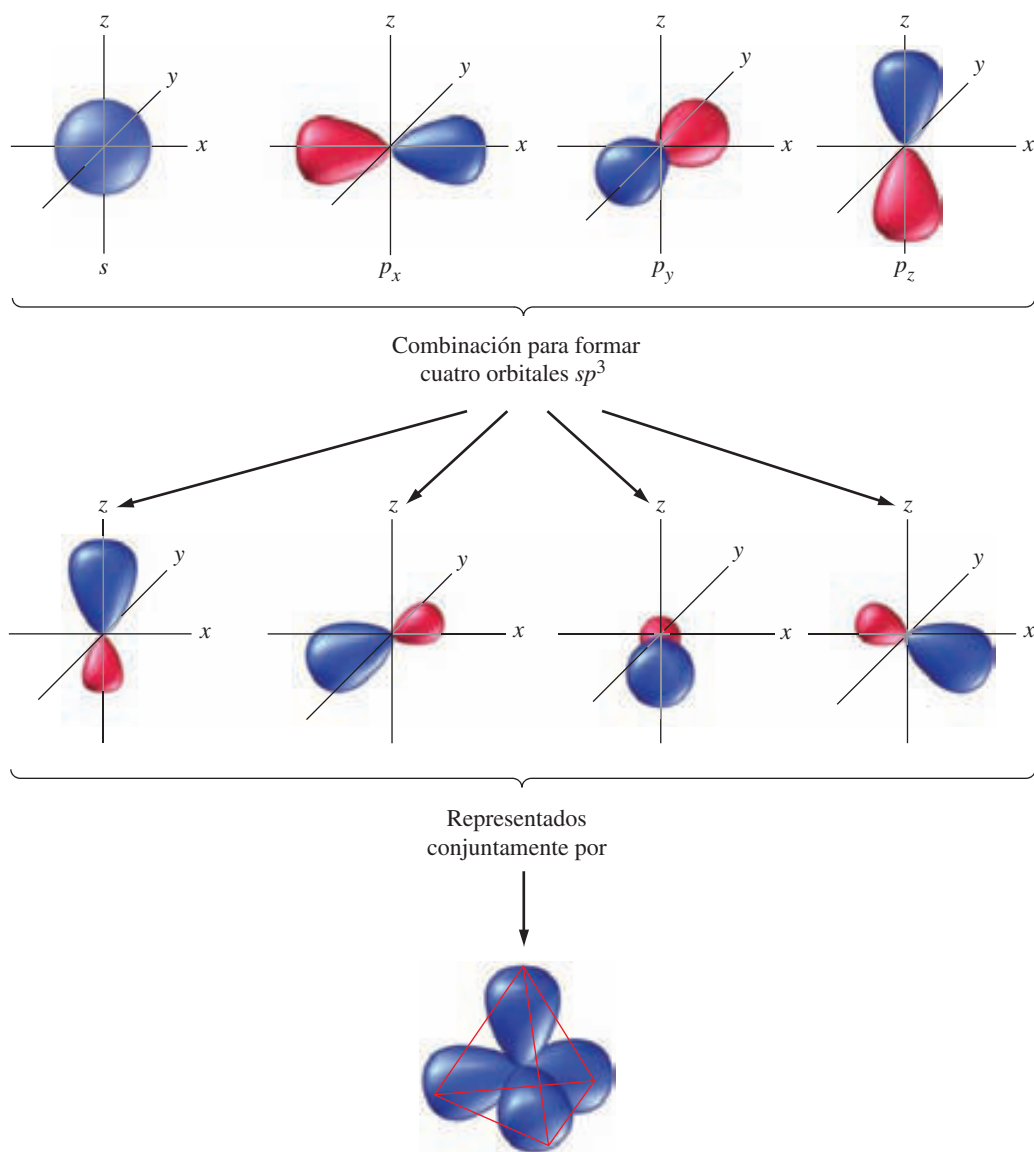 z z z z
y y y y
x x x x
s p_x p_y p_z
Combinación para formar
cuatro orbitales sp³
z z z z
y y y
x x x x
Representados
conjuntamente por